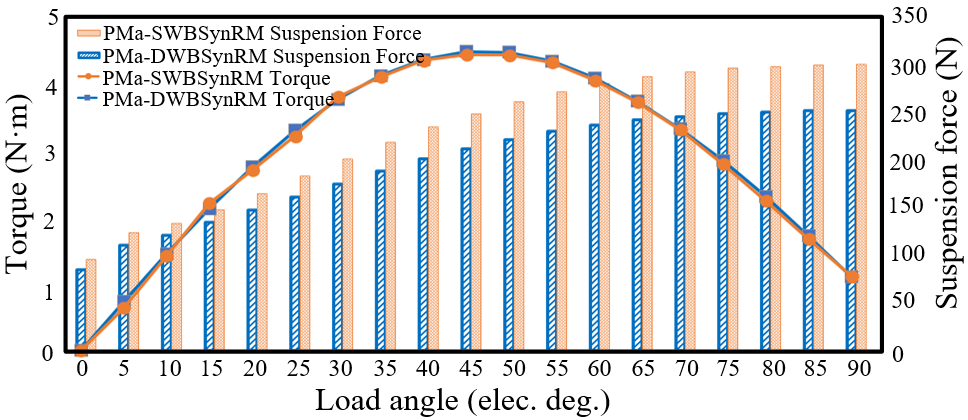 PMa-SWBSynRM Suspension Force
PMa-DWBSynRM Suspension Force
PMa-SWBSynRM Torque
PMa-DWBSynRM Torque
Torque (N·m)
5
4
3
2
1
0
Suspension force (N)
350
300
250
200
150
100
50
0
0 5 10 15 20 25 30 35 40 45 50 55 60 65 70 75 80 85 90
Load angle (elec. deg.)